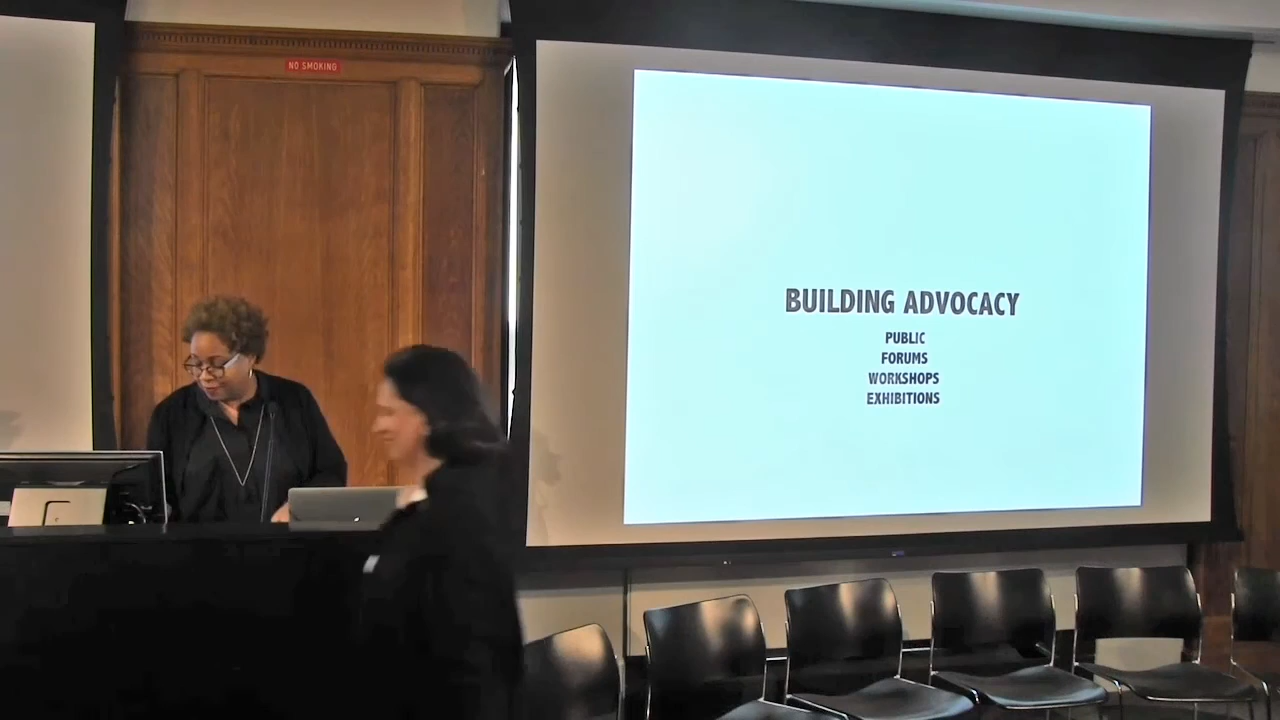 NO SMOKING
BUILDING ADVOCACY
PUBLIC
FORUMS
WORKSHOPS
EXHIBITIONS